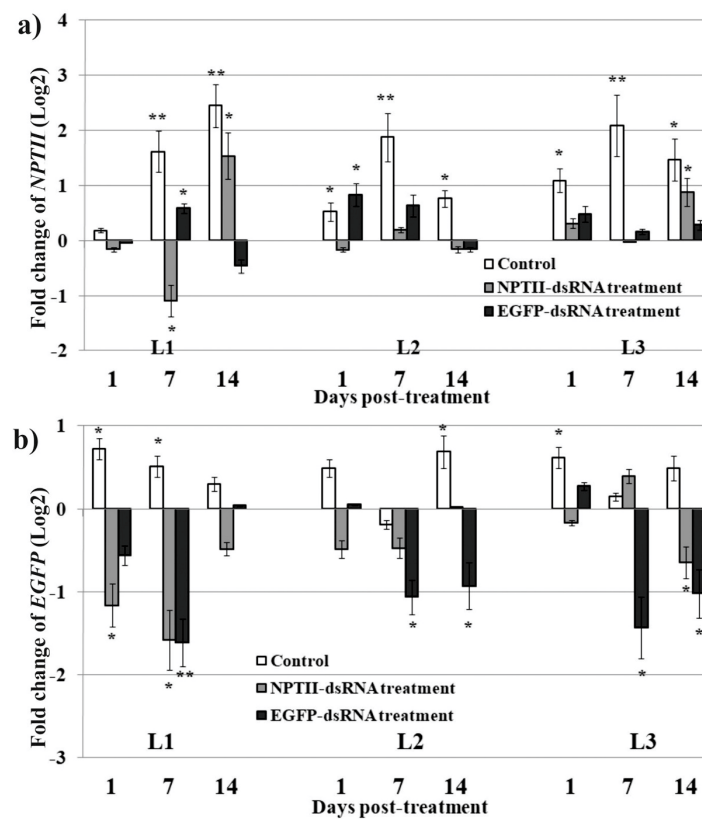 a)
Fold change of NPTII (Log2)
4
3
2
1
0
-1
-2
** ** **
* *
* * * * *
*
*
Control
NPTII-dsRNA treatment
EGFP-dsRNA treatment
L1 L2 L3
1 7 14 1 7 14 1 7 14
Days post-treatment
b)
Fold change of EGFP (Log2)
1
0
-1
-2
-3
* * * *
* * ** * * * * *
Control
NPTII-dsRNA treatment
EGFP-dsRNA treatment
L1 L2 L3
1 7 14 1 7 14 1 7 14
Days post-treatment